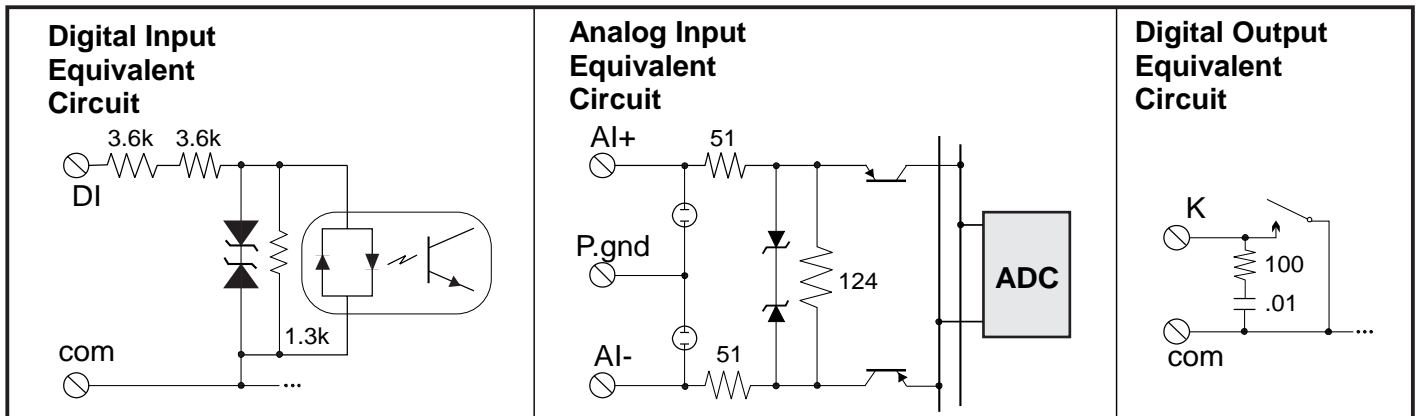 Digital Input
Equivalent
Circuit
3.6k 3.6k
DI
1.3k
com
...
Analog Input
Equivalent
Circuit
AI+
51
P.gnd
124
ADC
AI-
51
Digital Output
Equivalent
Circuit
K
100
.01
com
...